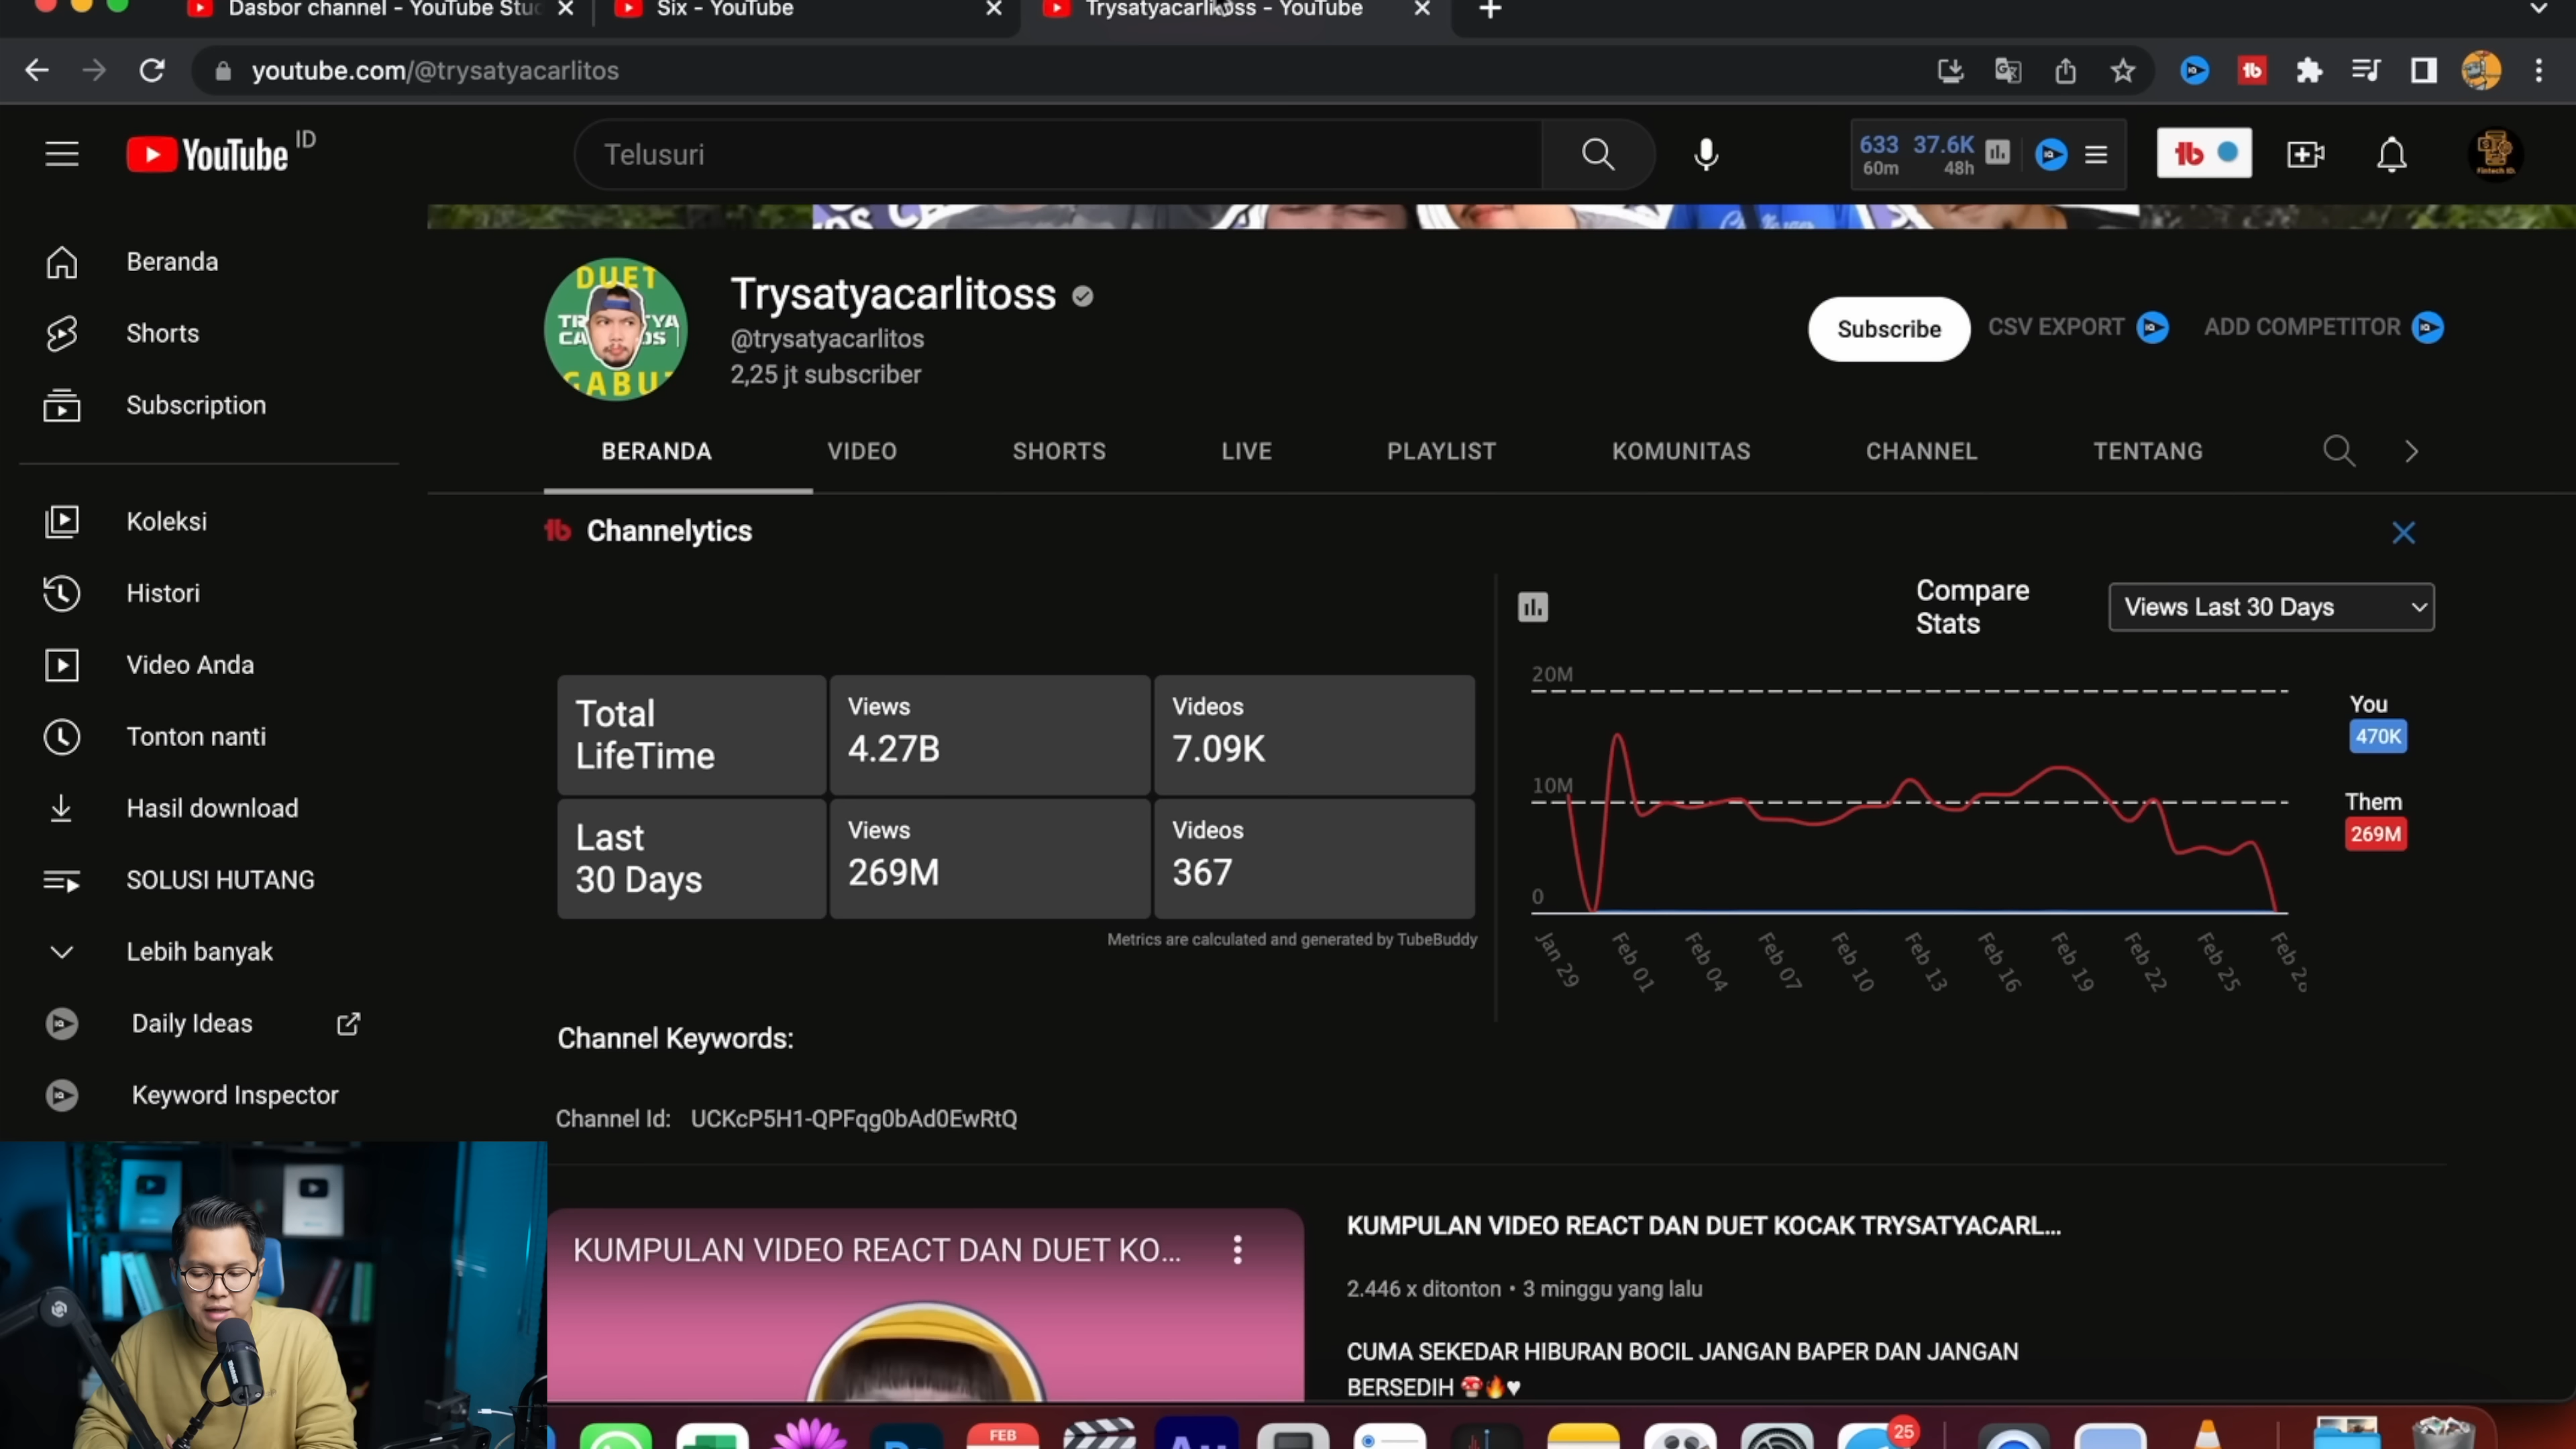 Dasbor channel - YouTube Stu
Six - YouTube
Trysatyacarlitoss - YouTube
youtube.com/@trysatyacarlitos
YouTube ID
Telusuri
633 37.6K
60m 48h
Beranda
Shorts
Subscription
Koleksi
Histori
Video Anda
Tonton nanti
Hasil download
SOLUSI HUTANG
Lebih banyak
Daily Ideas
Keyword Inspector
DUET
GABU
Trysatyacarlitoss
@trysatyacarlitos
2,25 jt subscriber
Subscribe
CSV EXPORT
ADD COMPETITOR
BERANDA VIDEO SHORTS LIVE PLAYLIST KOMUNITAS CHANNEL TENTANG
Channelytics
Compare
Stats
Views Last 30 Days
Total
LifeTime
Views
4.27B
Videos
7.09K
Last
30 Days
Views
269M
Videos
367
Metrics are calculated and generated by TubeBuddy
20M
10M
0
Jan 29 Feb 01 Feb 04 Feb 07 Feb 10 Feb 13 Feb 16 Feb 19 Feb 22 Feb 25
You
470K
Them
269M
Channel Keywords:
Channel Id: UCKcP5H1-QPFqg0bAd0EwRtQ
KUMPULAN VIDEO REACT DAN DUET KO...
KUMPULAN VIDEO REACT DAN DUET KOCAK TRYSATYACARL...
2.446 x ditonton • 3 minggu yang lalu
CUMA SEKEDAR HIBURAN BOCIL JANGAN BAPER DAN JANGAN
BERSEDIH 🍄🔥♥
FEB
25